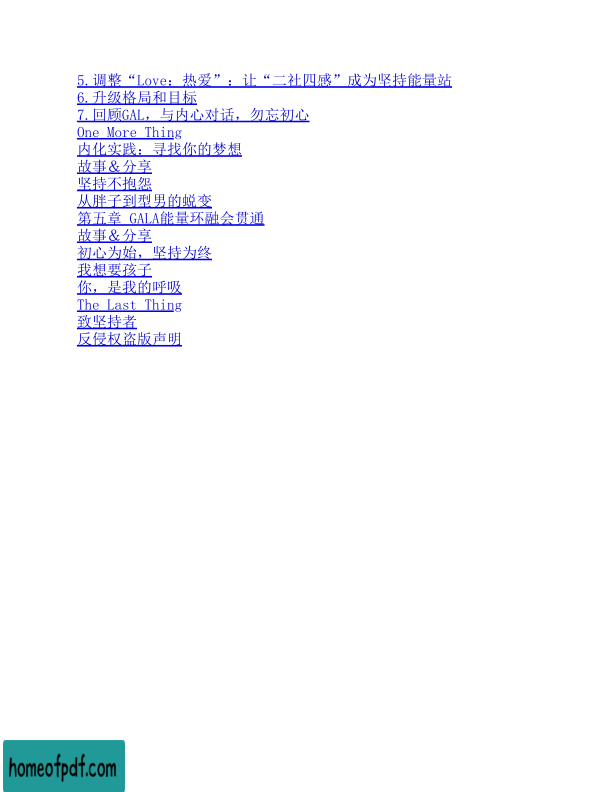 5.调整“Love：热爱”：让“二社四感”成为坚持能量站
6.升级格局和目标
7.回顾GAL，与内心对话，勿忘初心
One More Thing
内化实践：寻找你的梦想
故事＆分享
坚持不抱怨
从胖子到型男的蜕变
第五章 GALA能量环融会贯通
故事＆分享
初心为始，坚持为终
我想要孩子
你，是我的呼吸
The Last Thing
致坚持者
反侵权盗版声明
homeofpdf.com